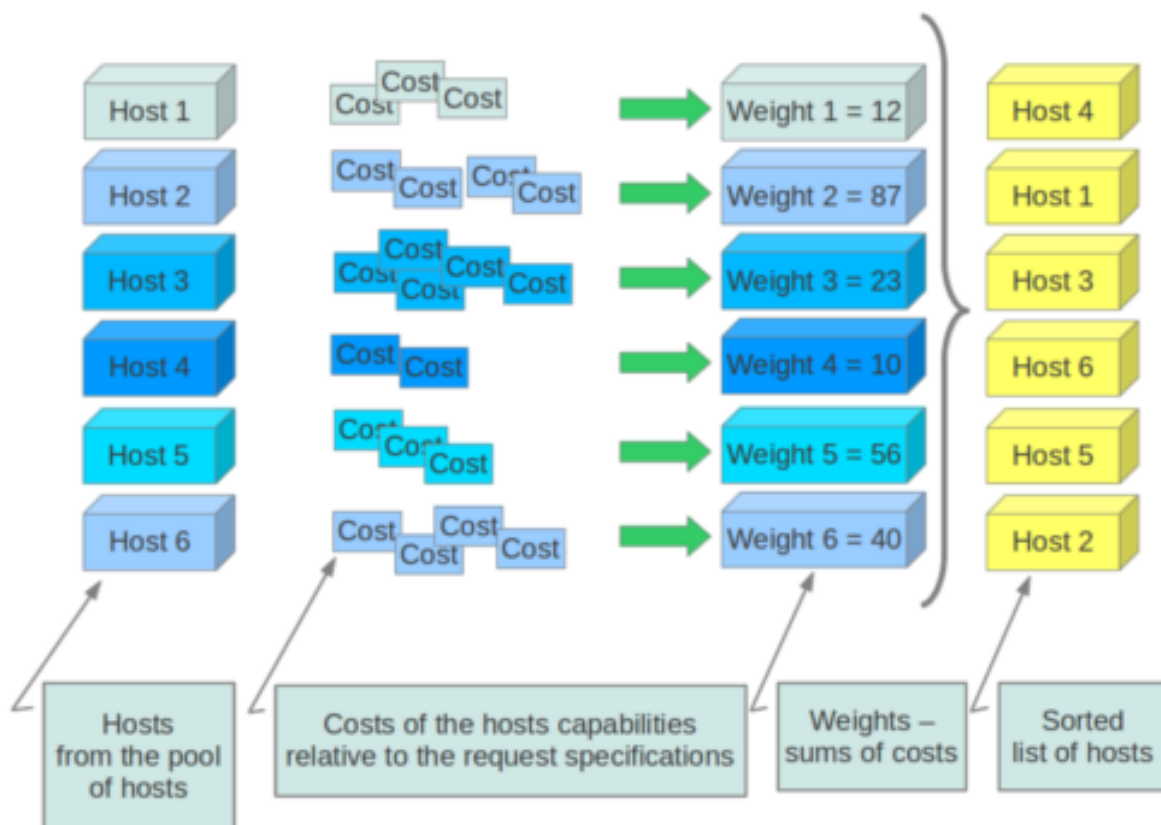 Host 1
Cost
Cost
Cost
Weight 1 = 12
Host 4
Host 2
Cost
Cost
Cost
Cost
Weight 2 = 87
Host 1
Host 3
Cost
Cost
Cost
Cost
Cost
Weight 3 = 23
Host 3
Host 4
Cost
Cost
Weight 4 = 10
Host 6
Host 5
Cost
Cost
Cost
Weight 5 = 56
Host 5
Host 6
Cost
Cost
Cost
Cost
Weight 6 = 40
Host 2
Hosts
from the pool
of hosts
Costs of the hosts capabilities
relative to the request specifications
Weights –
sums of costs
Sorted
list of hosts